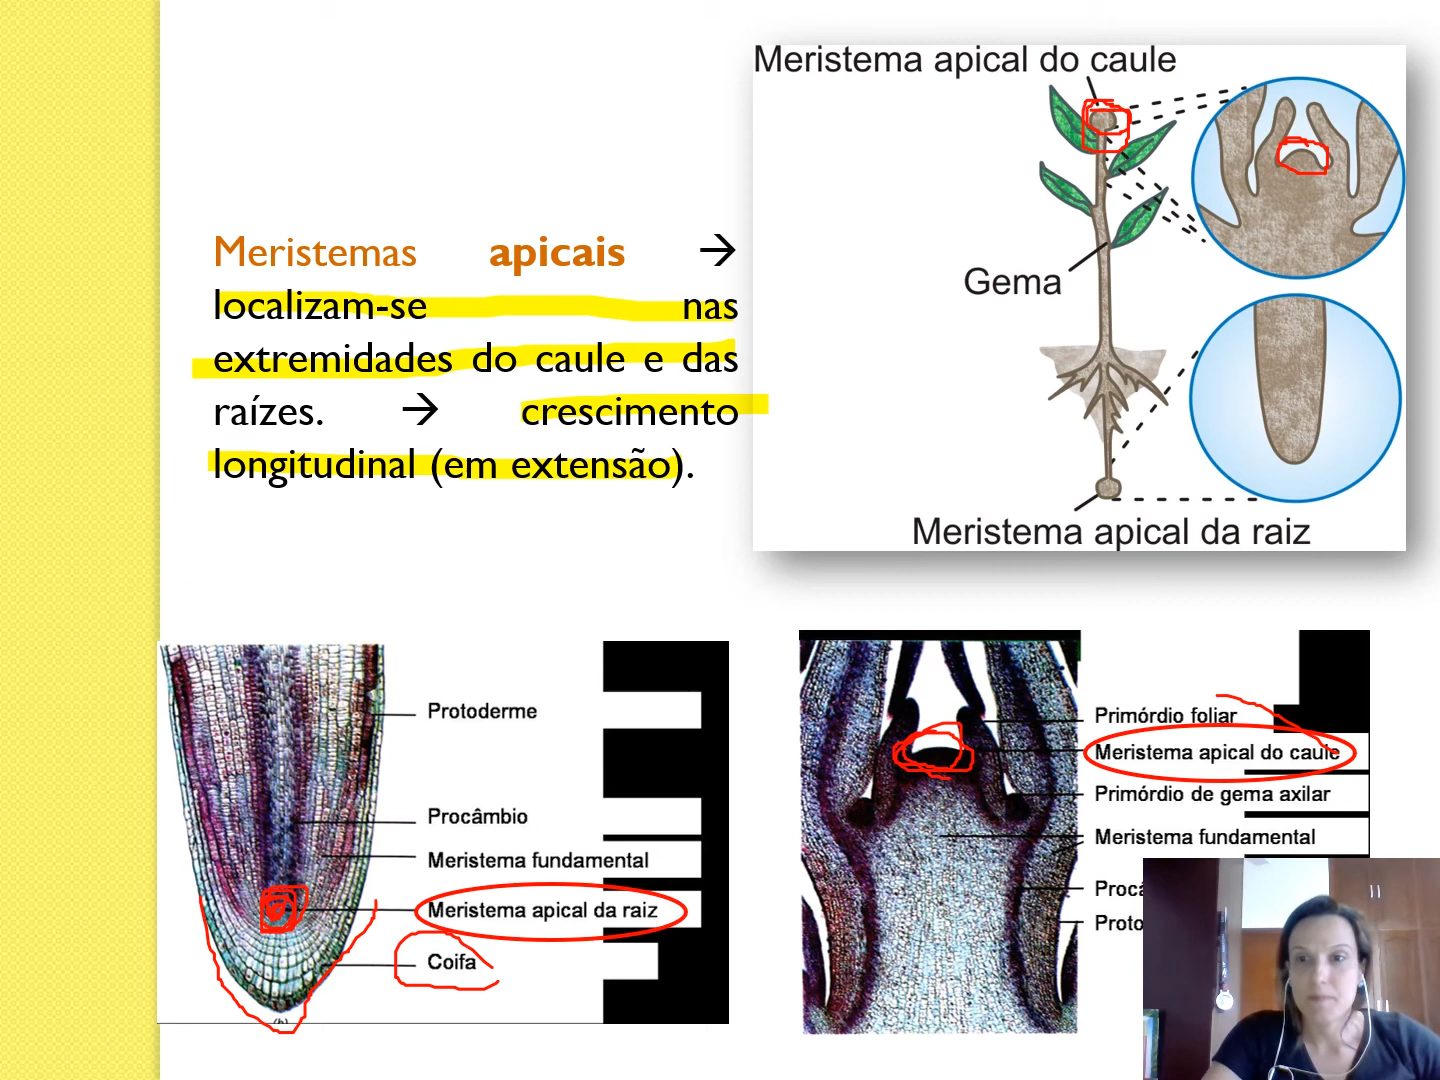 Meristema apical do caule
Meristemas apicais →
localizam-se nas
extremidades do caule e das
raízes. → crescimento
longitudinal (em extensão).
Gema
Meristema apical da raiz
Protoderme
Procâmbio
Meristema fundamental
Meristema apical da raiz
Coifa
Primórdio foliar
Meristema apical do caule
Primórdio de gema axilar
Meristema fundamental
Procâ
Proto